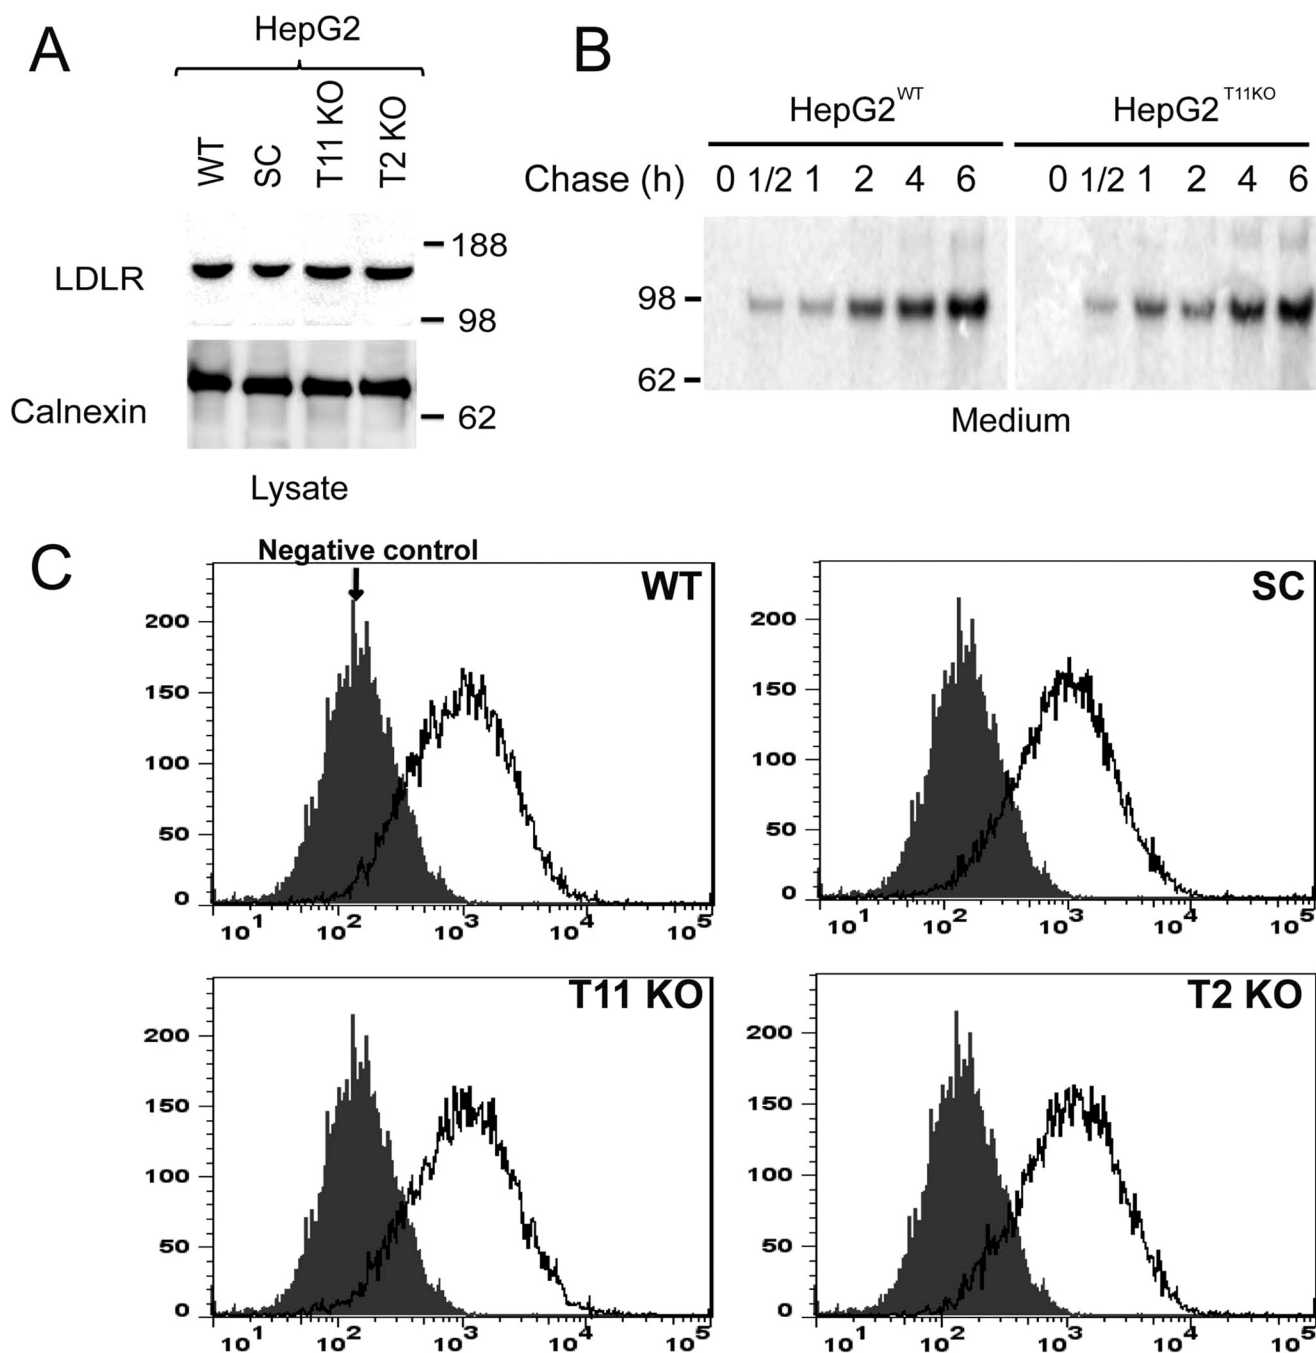 A
HepG2
WT SC T11 KO T2 KO
LDLR
188
98
Calnexin
62
Lysate
B
HepG2WT HepG2T11KO
Chase (h) 0 1/2 1 2 4 6 0 1/2 1 2 4 6
98
62
Medium
C
Negative control
WT
200
150
100
50
0
10¹ 10² 10³ 10⁴ 10⁵
SC
200
150
100
50
0
10¹ 10² 10³ 10⁴ 10⁵
T11 KO
200
150
100
50
0
10¹ 10² 10³ 10⁴ 10⁵
T2 KO
200
150
100
50
0
10¹ 10² 10³ 10⁴ 10⁵